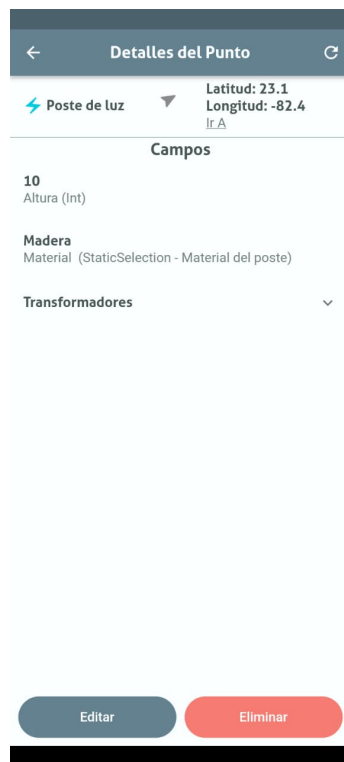 Detalles del Punto
Poste de luz
Latitud: 23.1
Longitud: -82.4
Ir A
Campos
10
Altura (Int)
Madera
Material  (StaticSelection - Material del poste)
Transformadores
Editar
Eliminar